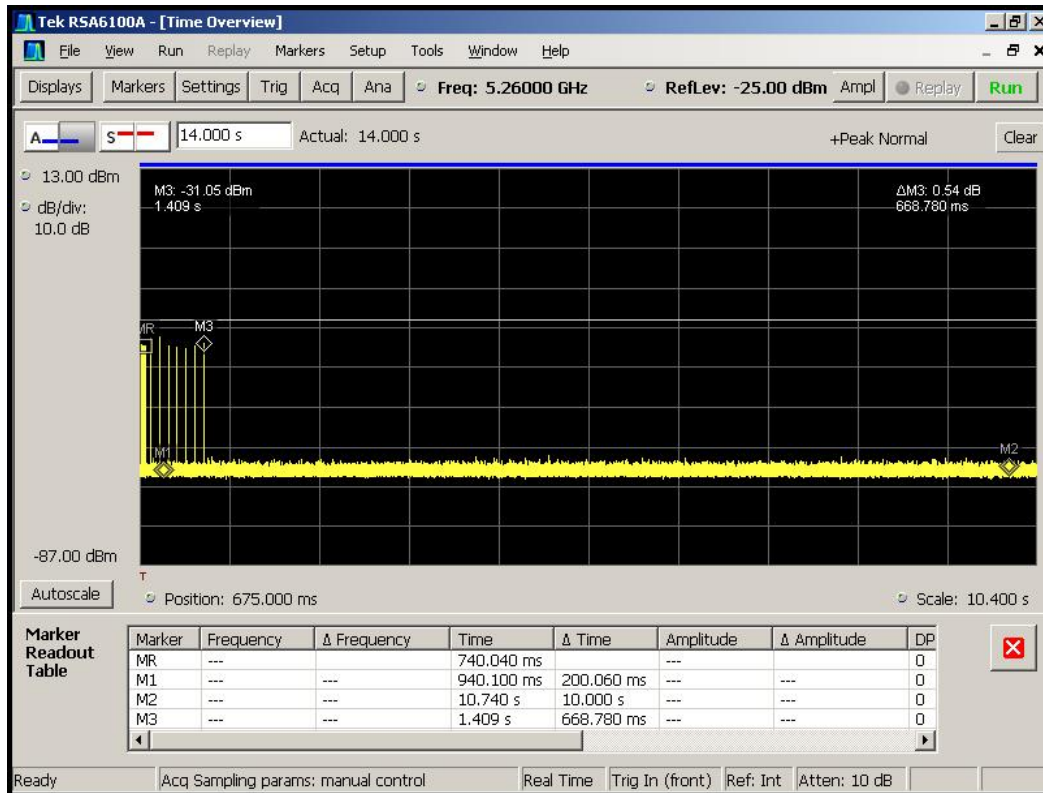 Tek RSA6100A - [Time Overview]
File View Run Replay Markers Setup Tools Window Help
Displays Markers Settings Trig Acq Ana Freq: 5.26000 GHz RefLev: -25.00 dBm Ampl Replay Run
A S 14.000 s Actual: 14.000 s +Peak Normal Clear
13.00 dBm
dB/div:
10.0 dB
M3: -31.05 dBm
1.409 s
ΔM3: 0.54 dB
668.780 ms
MR M3
M1 M2
-87.00 dBm
T
Autoscale Position: 675.000 ms Scale: 10.400 s
Marker
Readout
Table
Marker Frequency Δ Frequency Time Δ Time Amplitude Δ Amplitude DP
MR --- 740.040 ms --- 0
M1 --- --- 940.100 ms 200.060 ms --- --- 0
M2 --- --- 10.740 s 10.000 s --- --- 0
M3 --- --- 1.409 s 668.780 ms --- --- 0
Ready Acq Sampling params: manual control Real Time Trig In (front) Ref: Int Atten: 10 dB